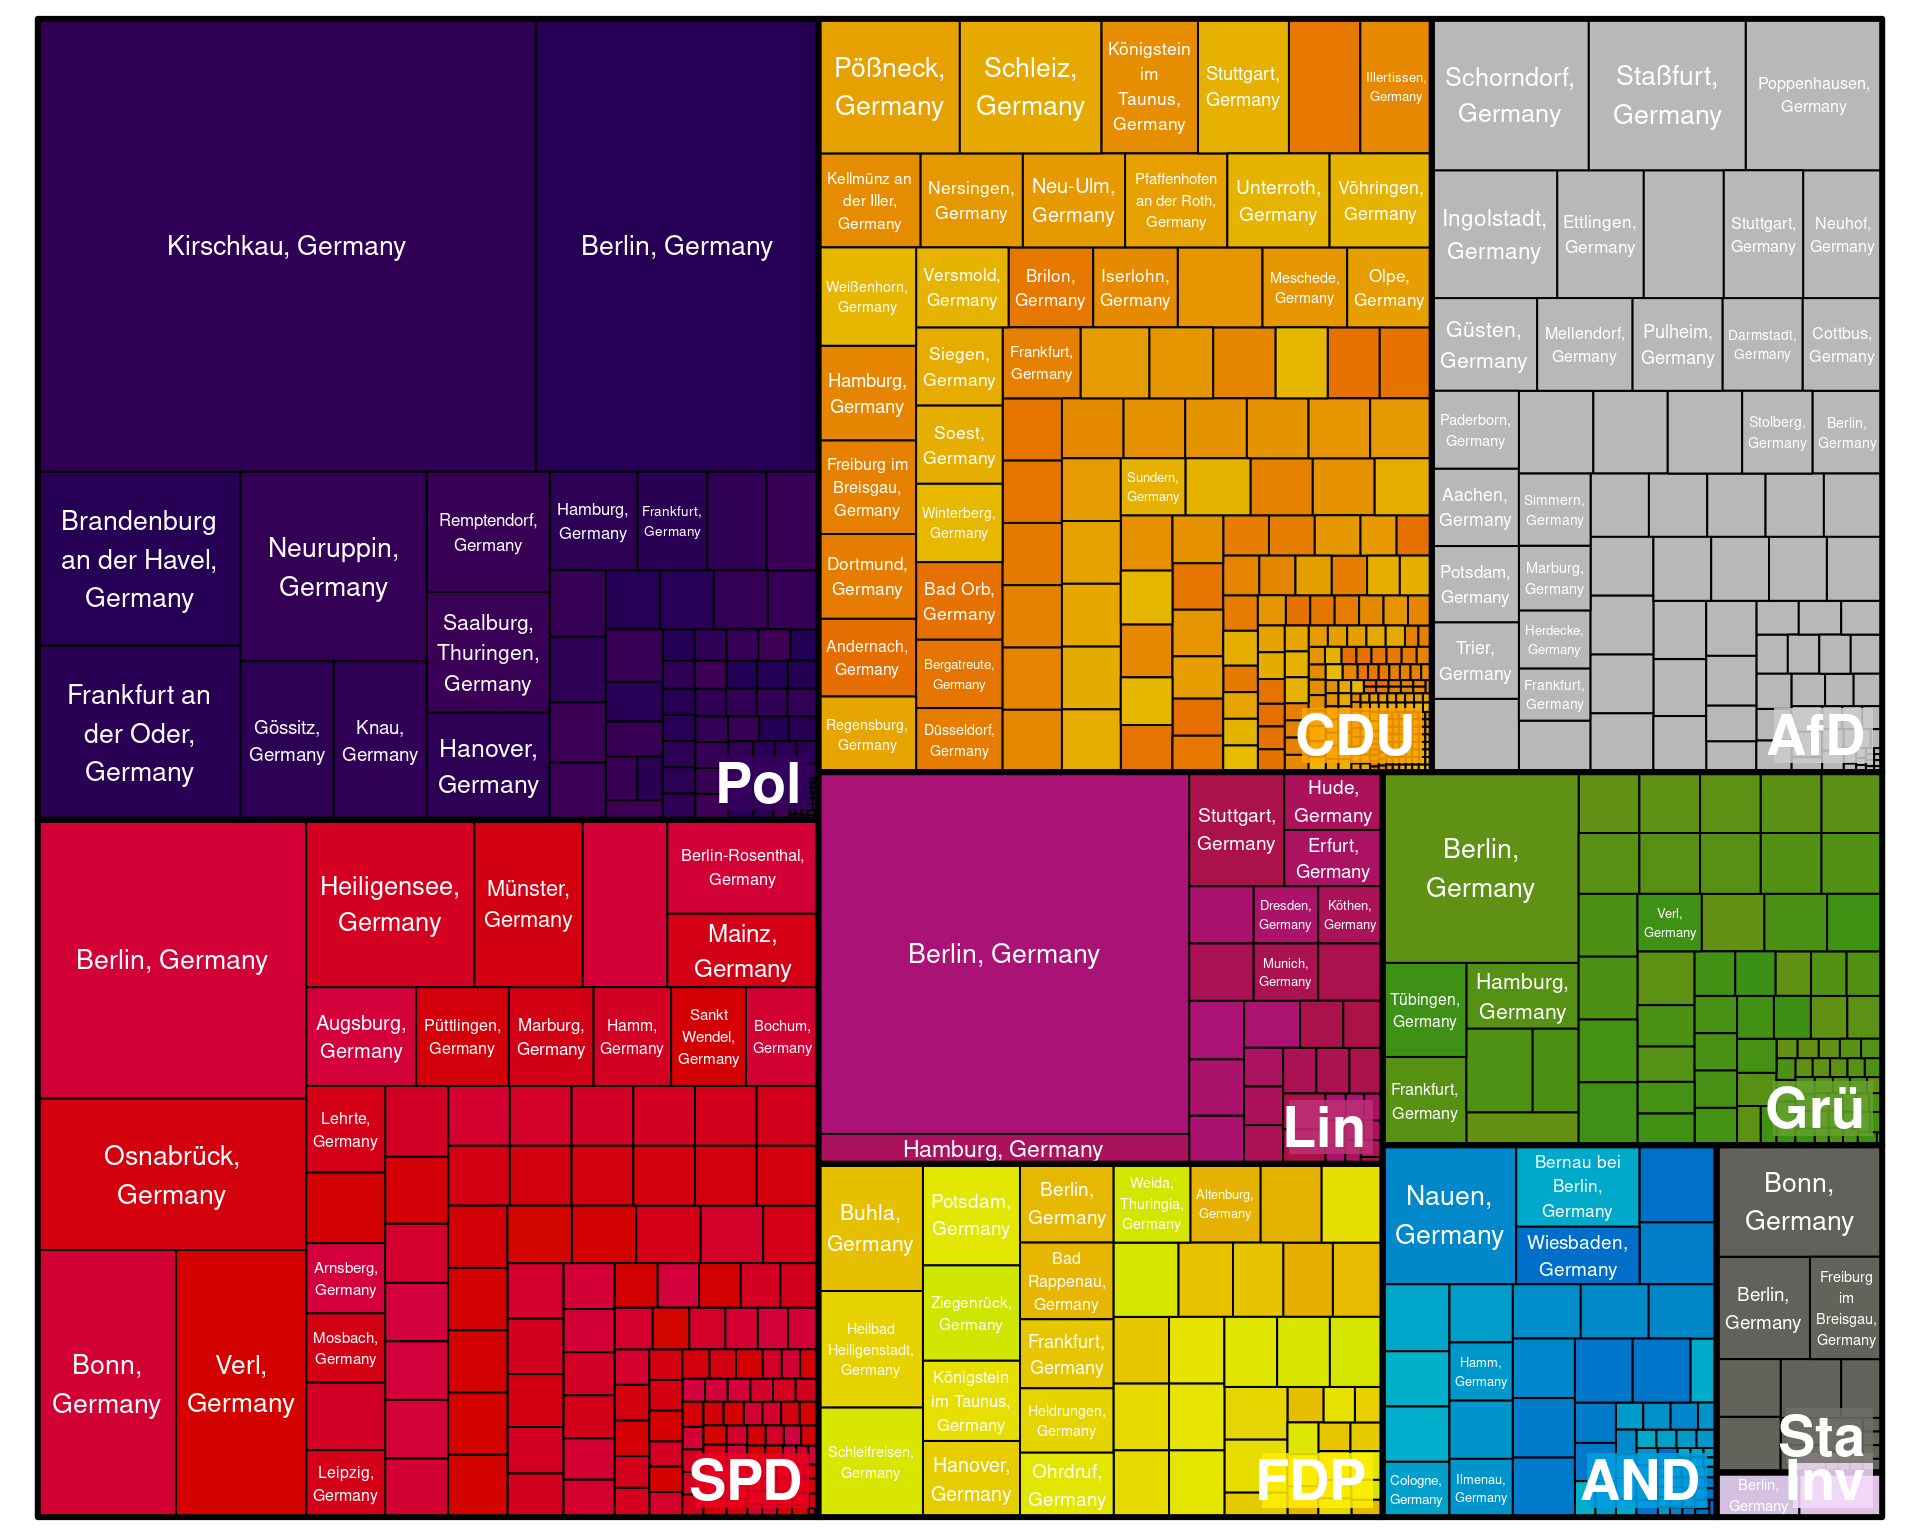 Kirschkau, Germany
Berlin, Germany
Brandenburg
an der Havel,
Germany
Frankfurt an
der Oder,
Germany
Neuruppin,
Germany
Gössitz,
Germany
Knau,
Germany
Remptendorf,
Germany
Saalburg,
Thuringen,
Germany
Hanover,
Germany
Hamburg,
Germany
Frankfurt,
Germany
Pol
Pößneck,
Germany
Schleiz,
Germany
Königstein
im
Taunus,
Germany
Stuttgart,
Germany
Illertissen,
Germany
Kellmünz an
der Iller,
Germany
Nersingen,
Germany
Neu-Ulm,
Germany
Pfaffenhofen
an der Roth,
Germany
Unterroth,
Germany
Vöhringen,
Germany
Weißenhorn,
Germany
Versmold,
Germany
Brilon,
Germany
Iserlohn,
Germany
Meschede,
Germany
Olpe,
Germany
Hamburg,
Germany
Siegen,
Germany
Frankfurt,
Germany
Soest,
Germany
Freiburg im
Breisgau,
Germany
Winterberg,
Germany
Sundern,
Germany
Dortmund,
Germany
Bad Orb,
Germany
Andernach,
Germany
Bergatreute,
Germany
Regensburg,
Germany
Düsseldorf,
Germany
CDU
Schorndorf,
Germany
Staßfurt,
Germany
Poppenhausen,
Germany
Ingolstadt,
Germany
Ettlingen,
Germany
Stuttgart,
Germany
Neuhof,
Germany
Güsten,
Germany
Mellendorf,
Germany
Pulheim,
Germany
Darmstadt,
Germany
Cottbus,
Germany
Paderborn,
Germany
Stolberg,
Germany
Berlin,
Germany
Aachen,
Germany
Simmern,
Germany
Potsdam,
Germany
Marburg,
Germany
Trier,
Germany
Herdecke,
Germany
Frankfurt,
Germany
AfD
Berlin, Germany
Osnabrück,
Germany
Bonn,
Germany
Verl,
Germany
Heiligensee,
Germany
Münster,
Germany
Berlin-Rosenthal,
Germany
Mainz,
Germany
Augsburg,
Germany
Püttlingen,
Germany
Marburg,
Germany
Hamm,
Germany
Sankt
Wendel,
Germany
Bochum,
Germany
Lehrte,
Germany
Arnsberg,
Germany
Mosbach,
Germany
Leipzig,
Germany
SPD
Berlin, Germany
Hamburg, Germany
Stuttgart,
Germany
Hude,
Germany
Erfurt,
Germany
Dresden,
Germany
Köthen,
Germany
Munich,
Germany
Lin
Berlin,
Germany
Verl,
Germany
Tübingen,
Germany
Hamburg,
Germany
Frankfurt,
Germany
Grü
Buhla,
Germany
Heilbad
Heiligenstadt,
Germany
Schleifreisen,
Germany
Potsdam,
Germany
Ziegenrück,
Germany
Königstein
im Taunus,
Germany
Hanover,
Germany
Berlin,
Germany
Bad
Rappenau,
Germany
Frankfurt,
Germany
Heldrungen,
Germany
Ohrdruf,
Germany
Weida,
Thuringia,
Germany
Altenburg,
Germany
FDP
Nauen,
Germany
Bernau bei
Berlin,
Germany
Wiesbaden,
Germany
Hamm,
Germany
Cologne,
Germany
Ilmenau,
Germany
AND
Bonn,
Germany
Berlin,
Germany
Freiburg
im
Breisgau,
Germany
Sta
Berlin,
Germany
Inv